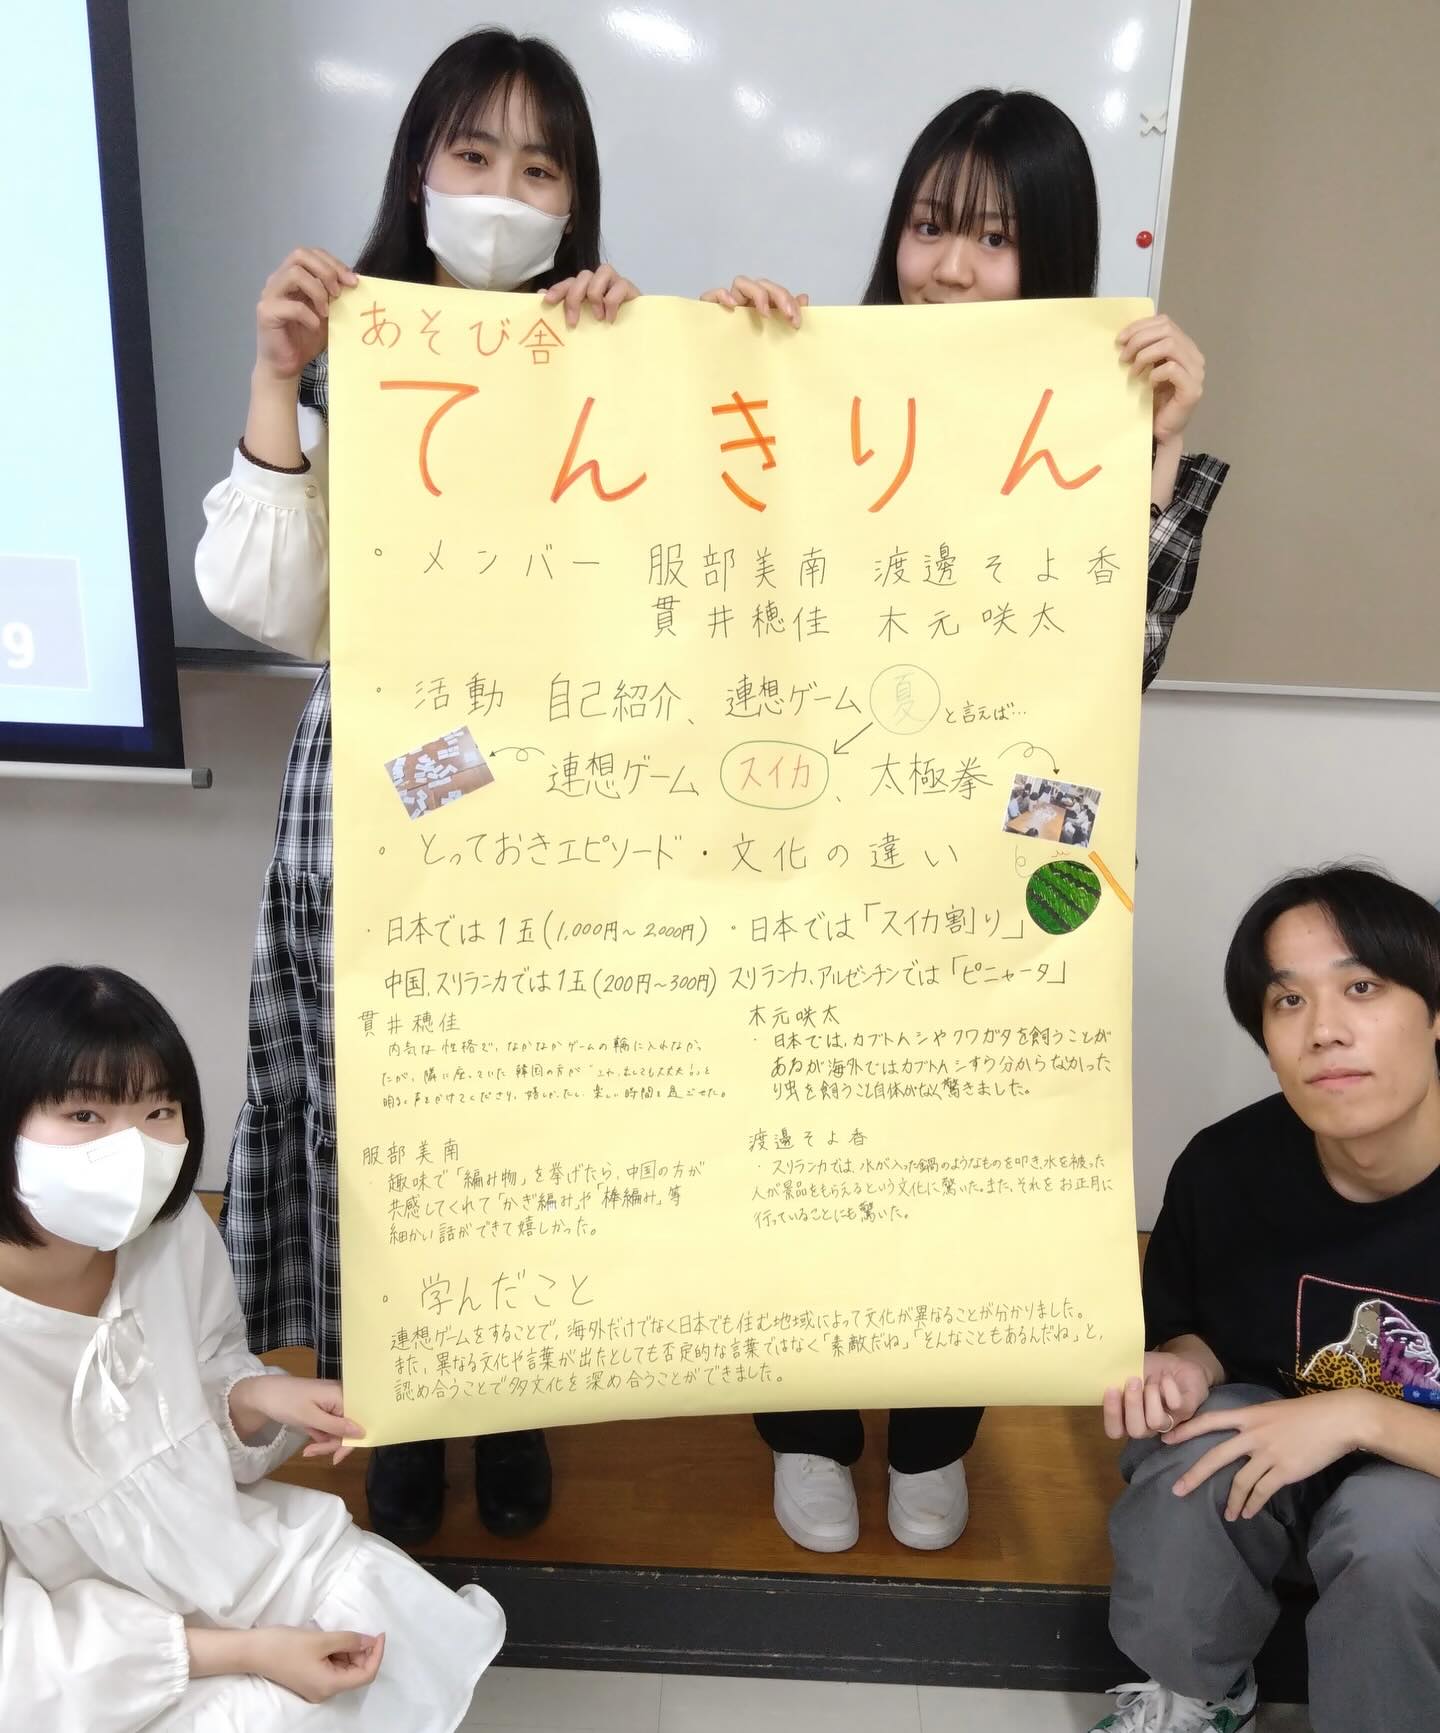 あそび舎
てんきりん
。メンバー 服部美南 渡邊そよ香
貫井穂佳 木元咲太
・活動 自己紹介、連想ゲーム 夏 と言えば…
連想ゲーム スイカ、太極拳
。とっておきエピソード・文化の違い
・日本では1玉(1,000円〜2,000円)
中国、スリランカでは1玉(200円〜300円)
・日本では「スイカ割り」
スリランカ、アルゼンチンでは「ピニャータ」
貫井穂佳
内気な性格で、なかなかゲームの輪に入れなかっ
たが、隣に座っていた韓国の方が
明るく声をかけてくださり、嬉しかったし、楽しい時間を過ごせた。
服部美南
・趣味で「編み物」を挙げたら、中国の方が
共感してくれて「かぎ編み」や「棒編み」等
細かい話ができて嬉しかった。
木元咲太
・日本では、カブトムシやクワガタを飼うことが
あるが海外ではカブトムシすら分からなかった
り虫を飼うこと自体がなく驚きました。
渡邊そよ香
・スリランカでは、水が入った鍋のようなものを叩き、水を被った
人が景品をもらえるという文化に驚いた。また、それをお正月に
行っていることにも驚いた。
。学んだこと
連想ゲームをすることで、海外だけでなく日本でも住む地域によって文化が異なることが分かりました。
また、異なる文化や言葉が出たとしても否定的な言葉ではなく「素敵だね」「そんなこともあるんだね」と、
認め合うことで多文化を深め合うことができました。
9